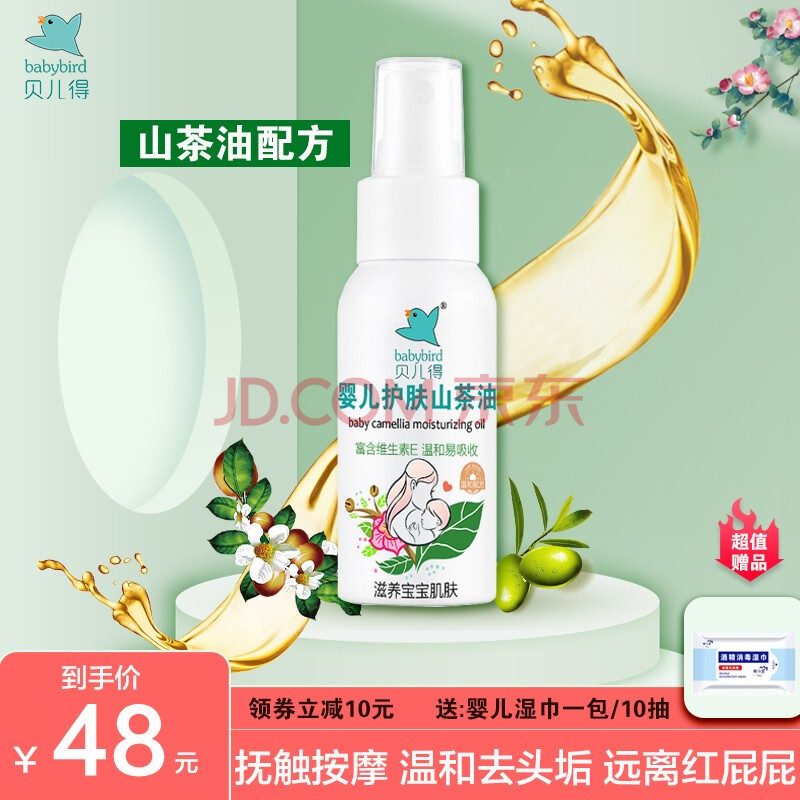 babybird
贝儿得
山茶油配方
babybird
贝儿得
JD.COM 京东
婴儿护肤山茶油
baby camellia moisturizing oil
富含维生素E 温和易吸收
温和配方
滋养宝宝肌肤
超值
赠品
酒精消毒湿巾
到手价
¥48元
领券立减10元 送:婴儿湿巾一包/10抽
抚触按摩 温和去头垢 远离红屁屁